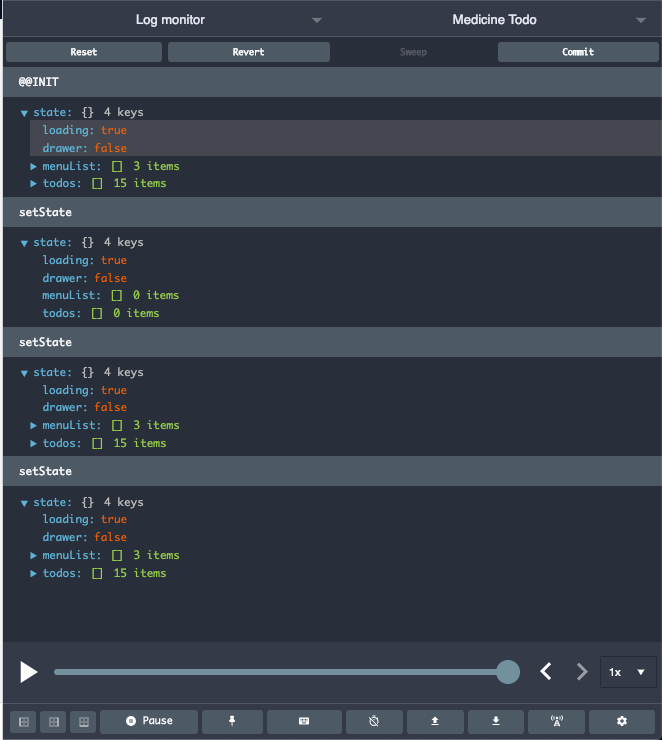 Log monitor
Medicine Todo
Reset
Revert
Sweep
Commit
@@INIT
state: {} 4 keys
loading: true
drawer: false
menuList: [] 3 items
todos: [] 15 items
setState
state: {} 4 keys
loading: true
drawer: false
menuList: [] 0 items
todos: [] 0 items
setState
state: {} 4 keys
loading: true
drawer: false
menuList: [] 3 items
todos: [] 15 items
setState
state: {} 4 keys
loading: true
drawer: false
menuList: [] 3 items
todos: [] 15 items
1x
Pause